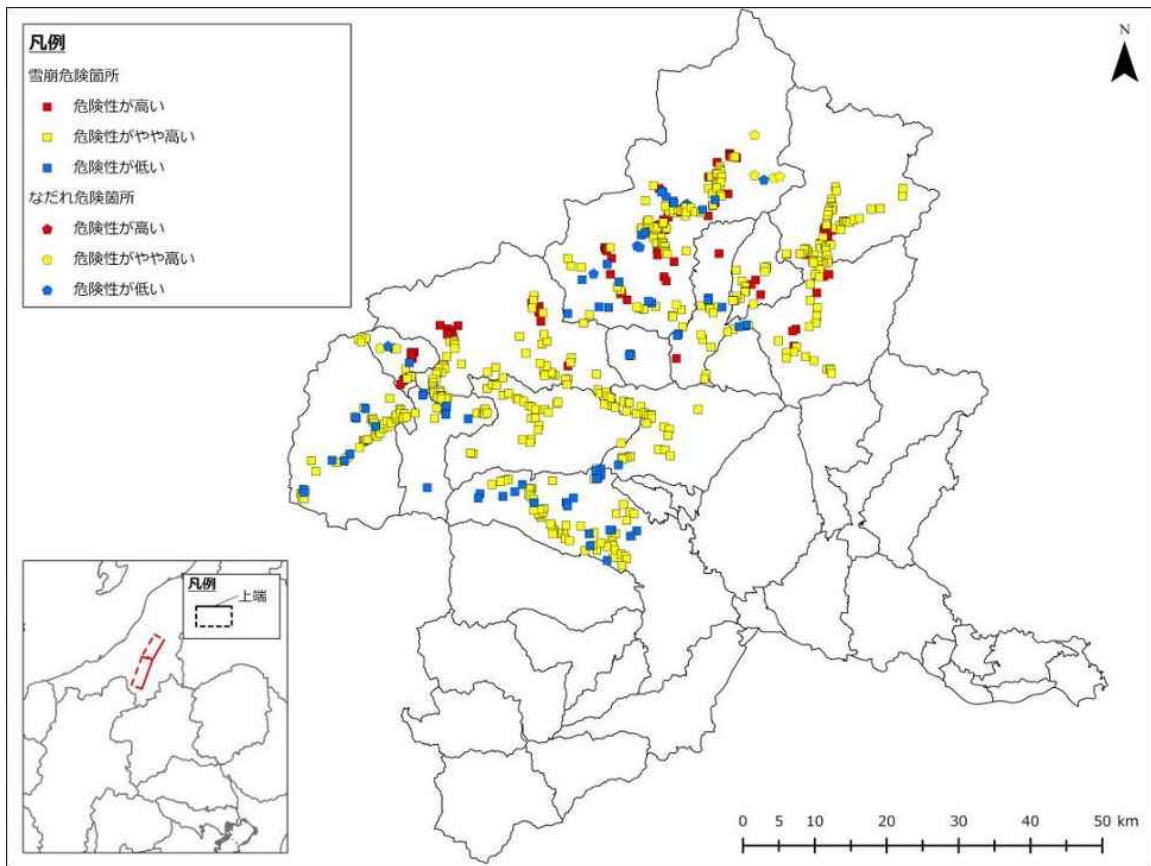 凡例
雪崩危険箇所
危険性が高い
危険性がやや高い
危険性が低い
なだれ危険箇所
危険性が高い
危険性がやや高い
危険性が低い
N
凡例
上端
0 5 10 20 30 40 50 km